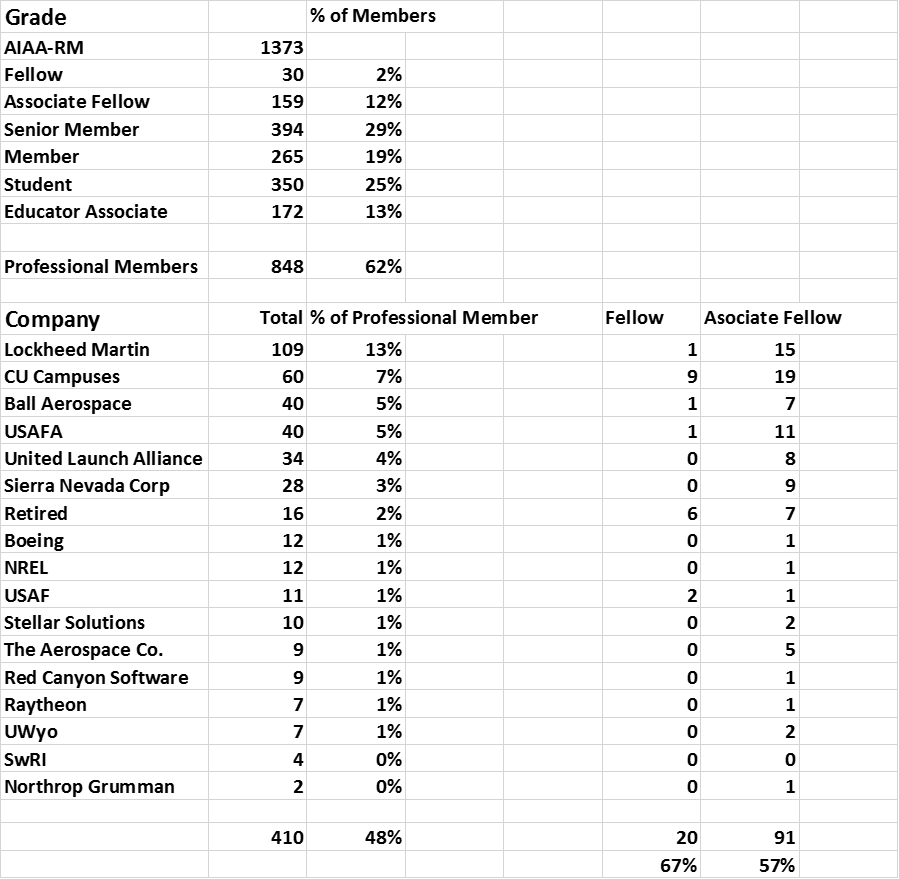 Grade % of Members
AIAA-RM 1373
Fellow 30 2%
Associate Fellow 159 12%
Senior Member 394 29%
Member 265 19%
Student 350 25%
Educator Associate 172 13%
Professional Members 848 62%
Company Total % of Professional Member Fellow Asociate Fellow
Lockheed Martin 109 13% 1 15
CU Campuses 60 7% 9 19
Ball Aerospace 40 5% 1 7
USAFA 40 5% 1 11
United Launch Alliance 34 4% 0 8
Sierra Nevada Corp 28 3% 0 9
Retired 16 2% 6 7
Boeing 12 1% 0 1
NREL 12 1% 0 1
USAF 11 1% 2 1
Stellar Solutions 10 1% 0 2
The Aerospace Co. 9 1% 0 5
Red Canyon Software 9 1% 0 1
Raytheon 7 1% 0 1
UWyo 7 1% 0 2
SwRI 4 0% 0 0
Northrop Grumman 2 0% 0 1
410 48% 20 91
67% 57%